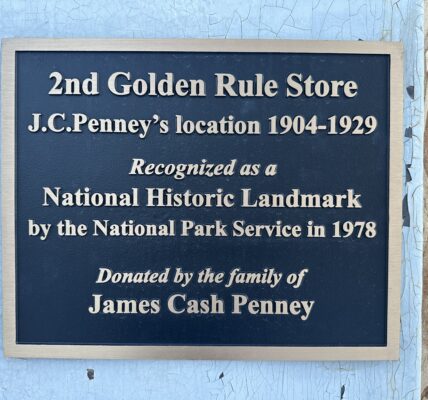 2nd Golden Rule Store
J.C.Penney's location 1904-1929
Recognized as a
National Historic Landmark
by the National Park Service in 1978
Donated by the family of
James Cash Penney